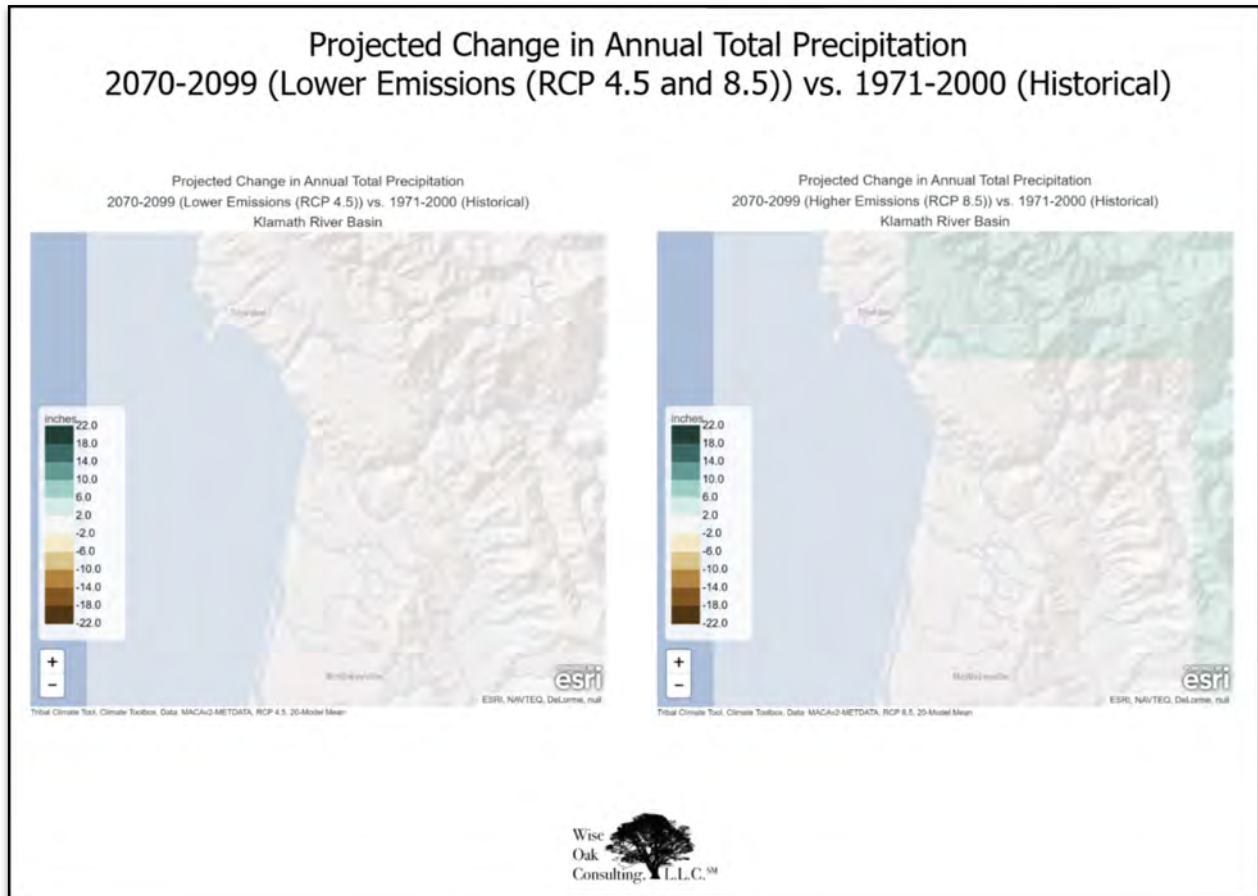 Projected Change in Annual Total Precipitation
2070-2099 (Lower Emissions (RCP 4.5 and 8.5)) vs. 1971-2000 (Historical)
Projected Change in Annual Total Precipitation
2070-2099 (Lower Emissions (RCP 4.5)) vs. 1971-2000 (Historical)
Klamath River Basin
inches
22.0
18.0
14.0
10.0
6.0
2.0
-2.0
-6.0
-10.0
-14.0
-18.0
-22.0
+
−
POWERED BY
esri
ESRI, NAVTEQ, DeLorme, null
Tribal Climate Tool, Climate Toolbox, Data: MACAv2-METDATA, RCP 4.5, 20-Model Mean
Projected Change in Annual Total Precipitation
2070-2099 (Higher Emissions (RCP 8.5)) vs. 1971-2000 (Historical)
Klamath River Basin
inches
22.0
18.0
14.0
10.0
6.0
2.0
-2.0
-6.0
-10.0
-14.0
-18.0
-22.0
+
−
POWERED BY
esri
ESRI, NAVTEQ, DeLorme, null
Tribal Climate Tool, Climate Toolbox, Data: MACAv2-METDATA, RCP 8.5, 20-Model Mean
Wise
Oak
Consulting, L.L.C.℠